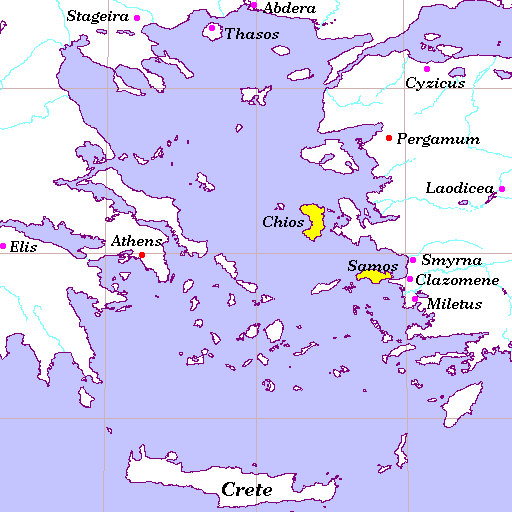 Abdera
Stageira
Thasos
Cyzicus
Pergamum
Laodicea
Chios
Athens
Elis
Smyrna
Samos
Clazomene
Miletus
Crete